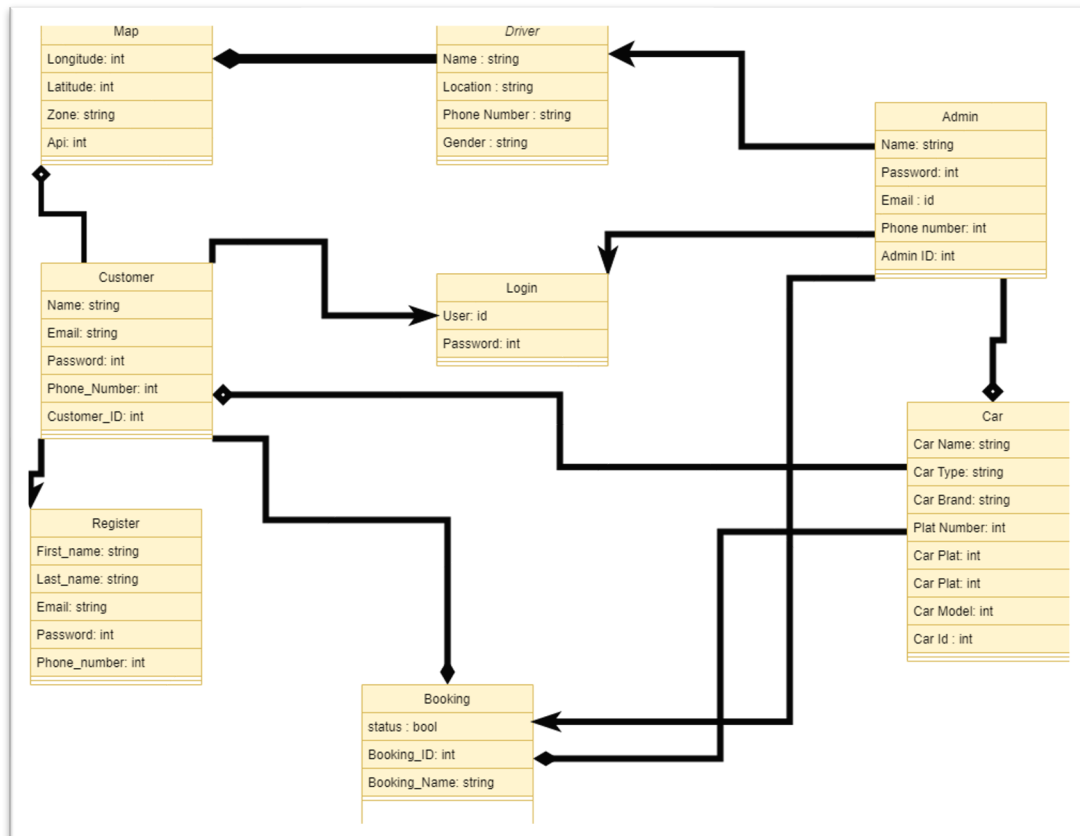 Map
Longitude: int
Latitude: int
Zone: string
Api: int
Driver
Name : string
Location : string
Phone Number : string
Gender : string
Admin
Name: string
Password: int
Email : id
Phone number: int
Admin ID: int
Customer
Name: string
Email: string
Password: int
Phone_Number: int
Customer_ID: int
Login
User: id
Password: int
Car
Car Name: string
Car Type: string
Car Brand: string
Plat Number: int
Car Plat: int
Car Plat: int
Car Model: int
Car Id : int
Register
First_name: string
Last_name: string
Email: string
Password: int
Phone_number: int
Booking
status : bool
Booking_ID: int
Booking_Name: string